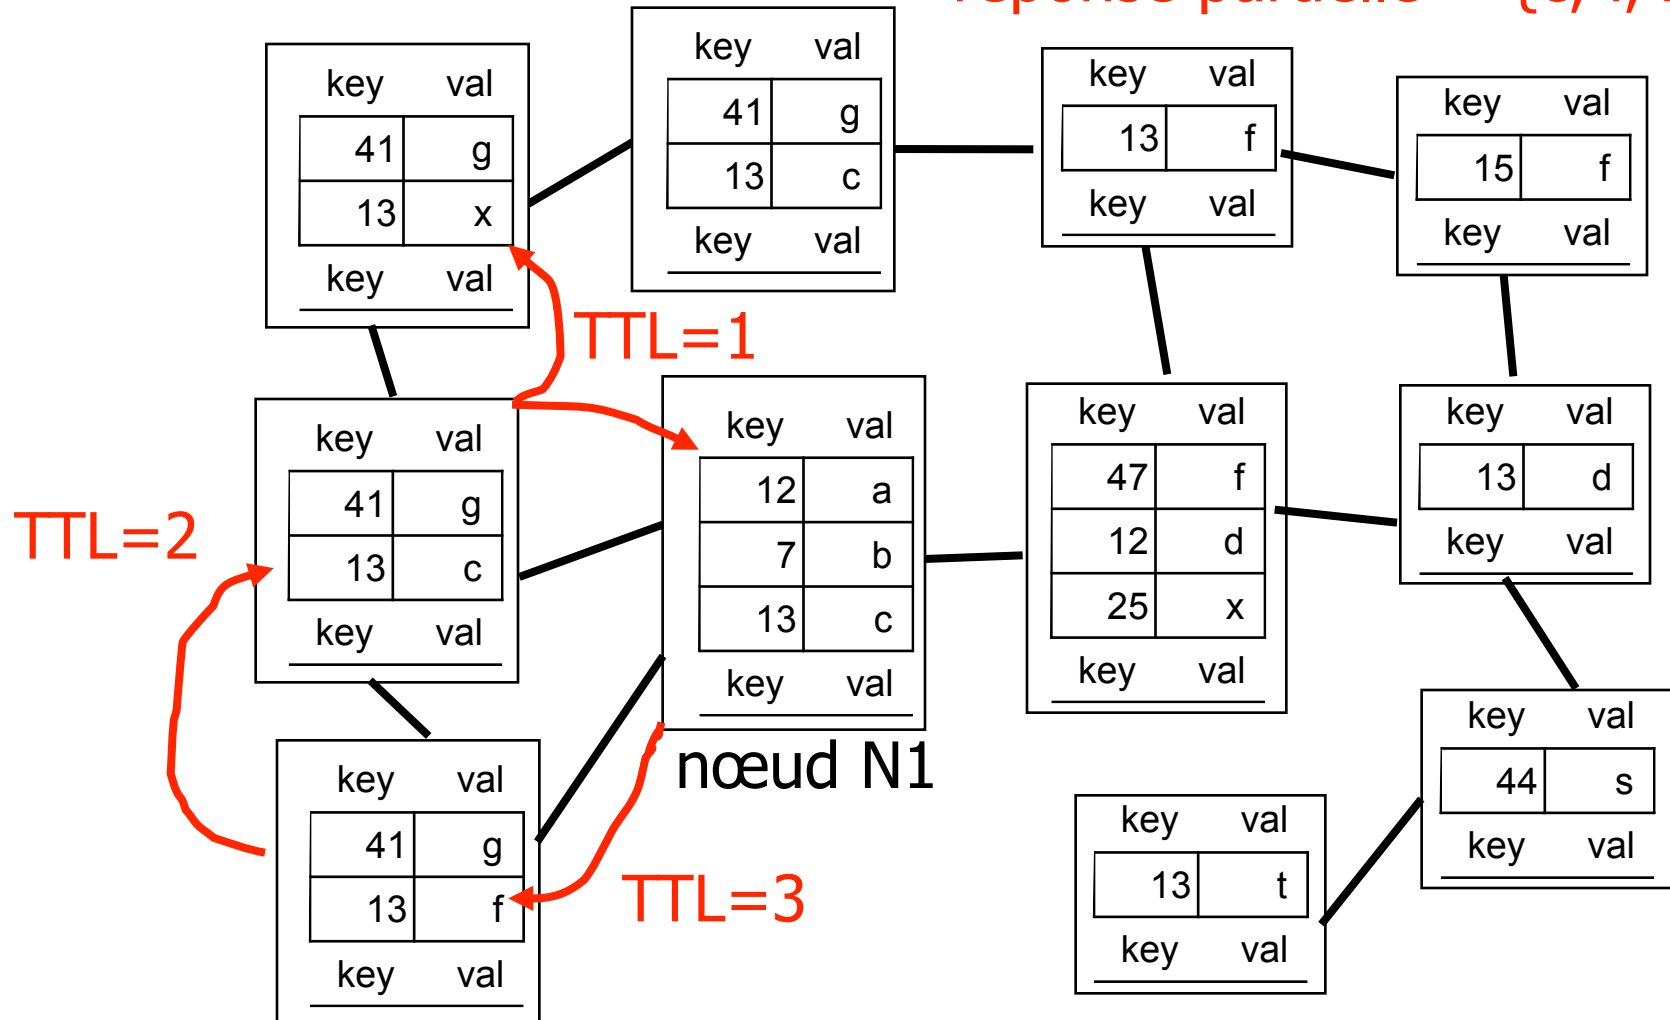 réponse partielle = {c, f,
key val
41 g
13 x
key val
key val
41 g
13 c
key val
key val
13 f
key val
key val
15 f
key val
TTL=1
key val
41 g
13 c
key val
TTL=2
key val
12 a
7 b
13 c
key val
nœud N1
key val
47 f
12 d
25 x
key val
key val
13 d
key val
key val
41 g
13 f
key val
TTL=3
key val
13 t
key val
key val
44 s
key val